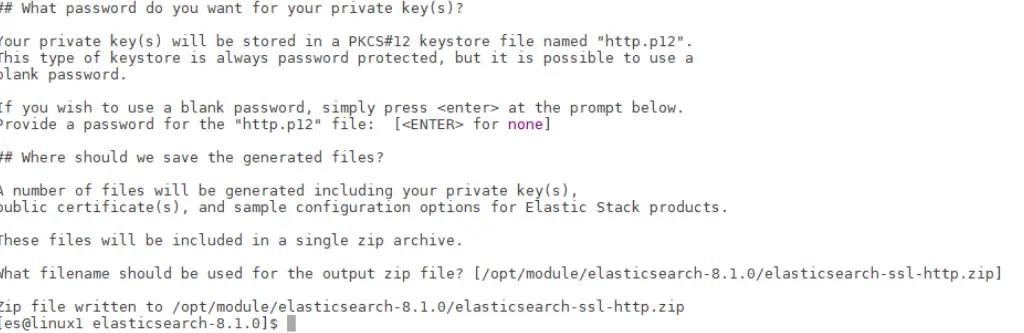 ## What password do you want for your private key(s)?
Your private key(s) will be stored in a PKCS#12 keystore file named "http.p12".
This type of keystore is always password protected, but it is possible to use a
blank password.
If you wish to use a blank password, simply press <enter> at the prompt below.
Provide a password for the "http.p12" file:  [<ENTER> for none]
## Where should we save the generated files?
A number of files will be generated including your private key(s),
public certificate(s), and sample configuration options for Elastic Stack products.
These files will be included in a single zip archive.
What filename should be used for the output zip file? [/opt/module/elasticsearch-8.1.0/elasticsearch-ssl-http.zip]
Zip file written to /opt/module/elasticsearch-8.1.0/elasticsearch-ssl-http.zip
[es@linux1 elasticsearch-8.1.0]$